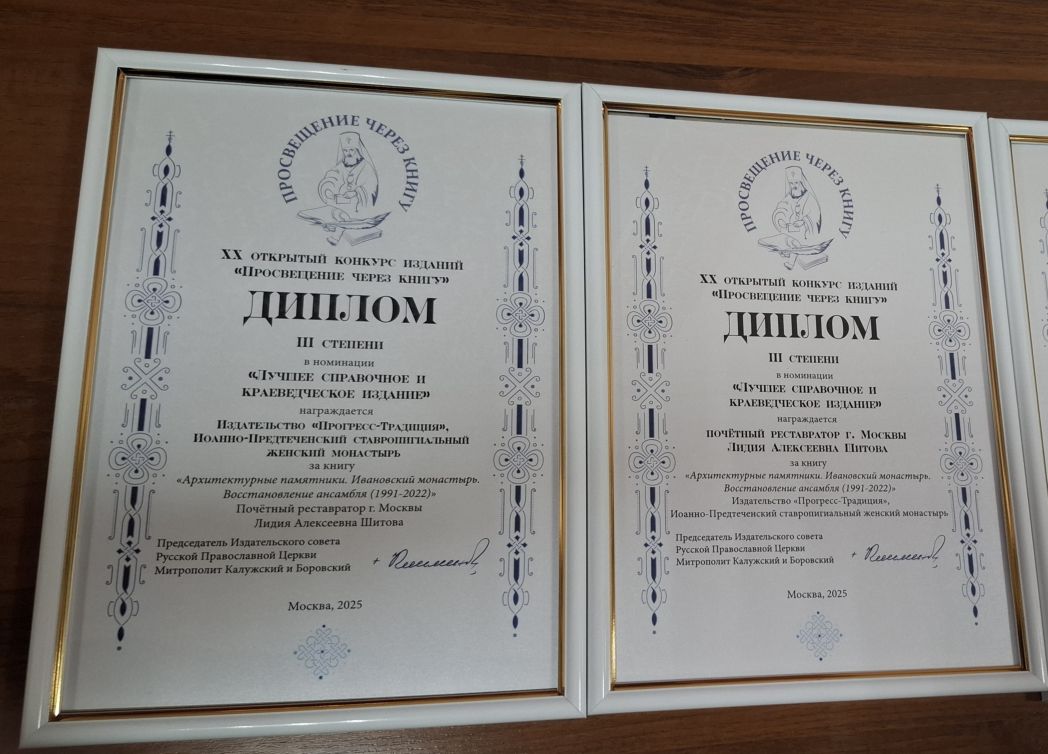 ПРОСВЕЩЕНИЕ ЧЕРЕЗ КНИГУ
XX открытый конкурс изданий
«Просвещение через книгу»
ДИПЛОМ
III степени
в номинации
«Лучшее справочное и
краеведческое издание»
награждается
Издательство «Прогресс-Традиция»,
Иоанно-Предтеченский ставропигиальный
женский монастырь
за книгу
«Архитектурные памятники. Ивановский монастырь.
Восстановление ансамбля (1991-2022)»
Почётный реставратор г. Москвы
Лидия Алексеевна Шитова
Председатель Издательского совета
Русской Православной Церкви
Митрополит Калужский и Боровский
Москва, 2025
ПРОСВЕЩЕНИЕ ЧЕРЕЗ КНИГУ
XX открытый конкурс изданий
«Просвещение через книгу»
ДИПЛОМ
III степени
в номинации
«Лучшее справочное и
краеведческое издание»
награждается
почётный реставратор г. Москвы
Лидия Алексеевна Шитова
за книгу
«Архитектурные памятники. Ивановский монастырь.
Восстановление ансамбля (1991-2022)»
Издательство «Прогресс-Традиция»,
Иоанно-Предтеченский ставропигиальный женский монастырь
Председатель Издательского совета
Русской Православной Церкви
Митрополит Калужский и Боровский
Москва, 2025